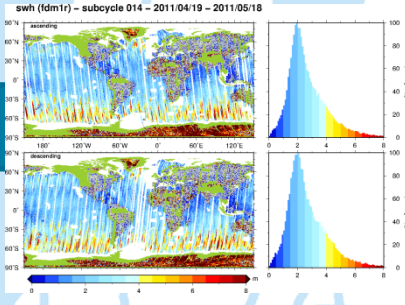 swh (fdm1r) – subcycle 014 – 2011/04/19 – 2011/05/18
90˚N
ascending
100
60˚N
80
30˚N
60
0˚
40
30˚S
60˚S
20
90˚S
0
180˚ 120˚W 60˚W 0˚ 60˚E 120˚E
0 2 4 6 8
90˚N
descending
100
60˚N
80
30˚N
60
0˚
40
30˚S
60˚S
20
90˚S
0
0 2 4 6 8 m
0 2 4 6 8